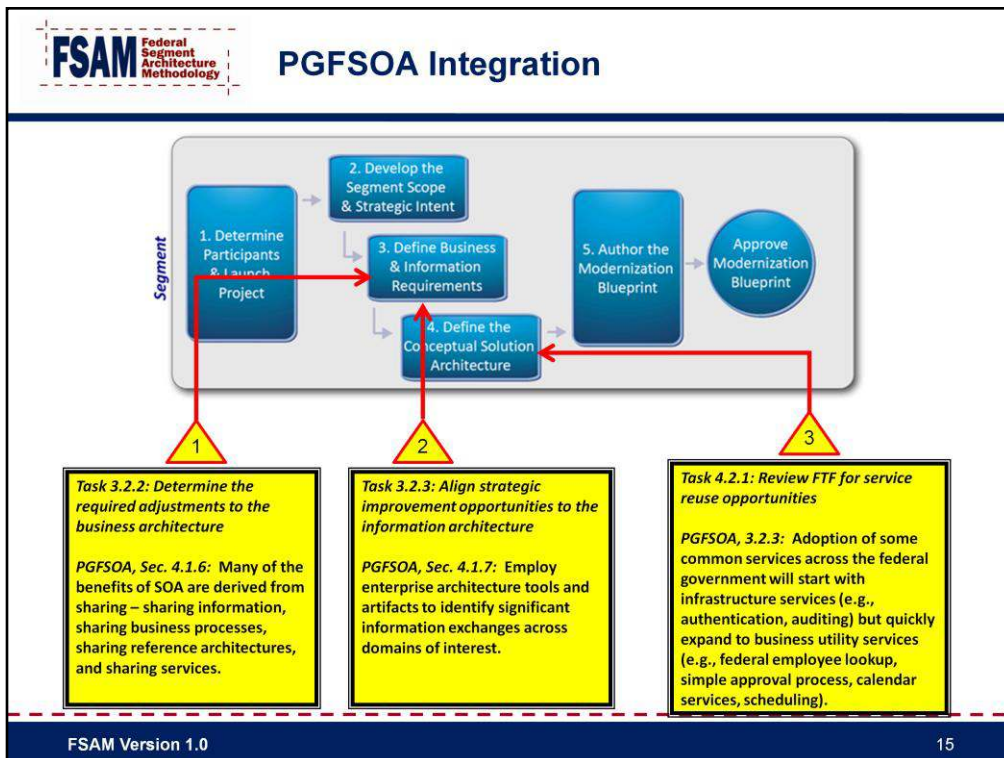 FSAM
Federal
Segment
Architecture
Methodology
PGFSOA Integration
Segment
1. Determine
Participants
& Launch
Project
2. Develop the
Segment Scope
& Strategic Intent
3. Define Business
& Information
Requirements
4. Define the
Conceptual Solution
Architecture
5. Author the
Modernization
Blueprint
Approve
Modernization
Blueprint
1
2
3
Task 3.2.2: Determine the
required adjustments to the
business architecture
PGFSOA, Sec. 4.1.6: Many of the
benefits of SOA are derived from
sharing – sharing information,
sharing business processes,
sharing reference architectures,
and sharing services.
Task 3.2.3: Align strategic
improvement opportunities to the
information architecture
PGFSOA, Sec. 4.1.7: Employ
enterprise architecture tools and
artifacts to identify significant
information exchanges across
domains of interest.
Task 4.2.1: Review FTF for service
reuse opportunities
PGFSOA, 3.2.3: Adoption of some
common services across the federal
government will start with
infrastructure services (e.g.,
authentication, auditing) but quickly
expand to business utility services
(e.g., federal employee lookup,
simple approval process, calendar
services, scheduling).
FSAM Version 1.0
15